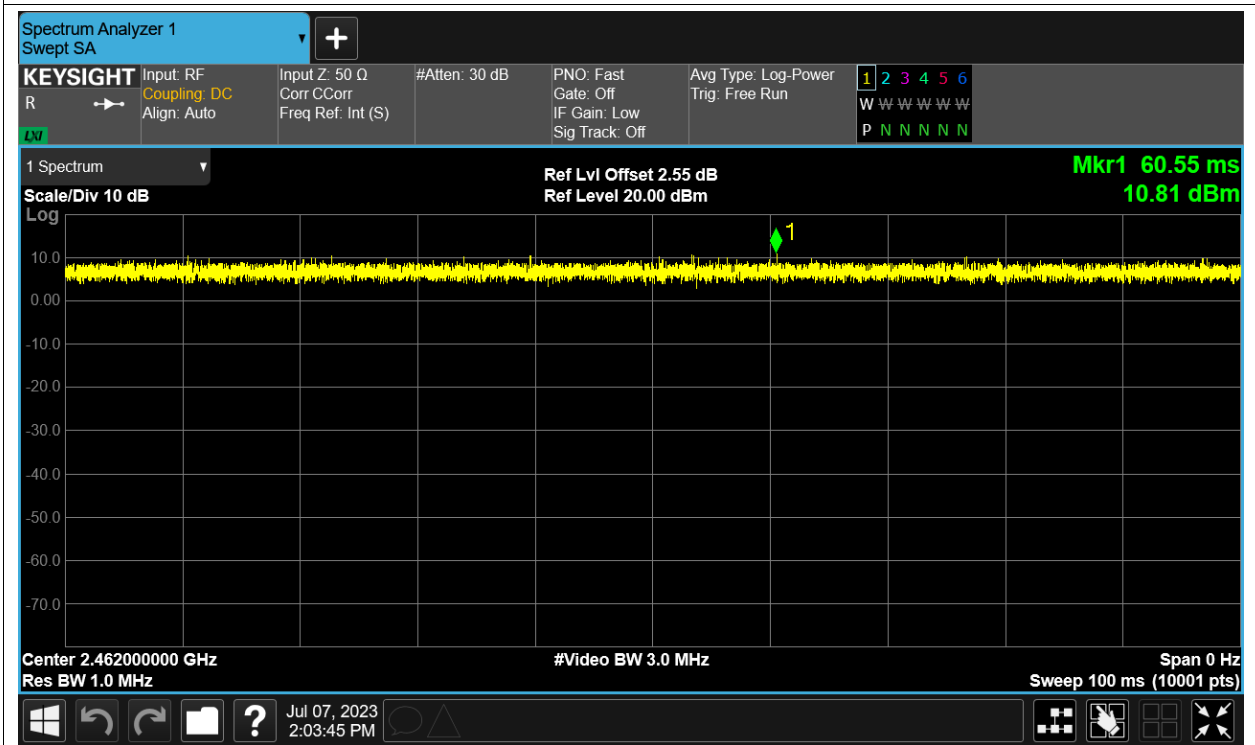 Spectrum Analyzer 1
Swept SA
KEYSIGHT
R
LXI
Input: RF
Coupling: DC
Align: Auto
Input Z: 50 Ω
Corr CCorr
Freq Ref: Int (S)
#Atten: 30 dB
PNO: Fast
Gate: Off
IF Gain: Low
Sig Track: Off
Avg Type: Log-Power
Trig: Free Run
1 2 3 4 5 6
W W W W W W
P N N N N N
1 Spectrum
Scale/Div 10 dB
Log
Ref Lvl Offset 2.55 dB
Ref Level 20.00 dBm
Mkr1 60.55 ms
10.81 dBm
1
10.0
0.00
-10.0
-20.0
-30.0
-40.0
-50.0
-60.0
-70.0
Center 2.462000000 GHz
Res BW 1.0 MHz
#Video BW 3.0 MHz
Span 0 Hz
Sweep 100 ms (10001 pts)
?
Jul 07, 2023
2:03:45 PM